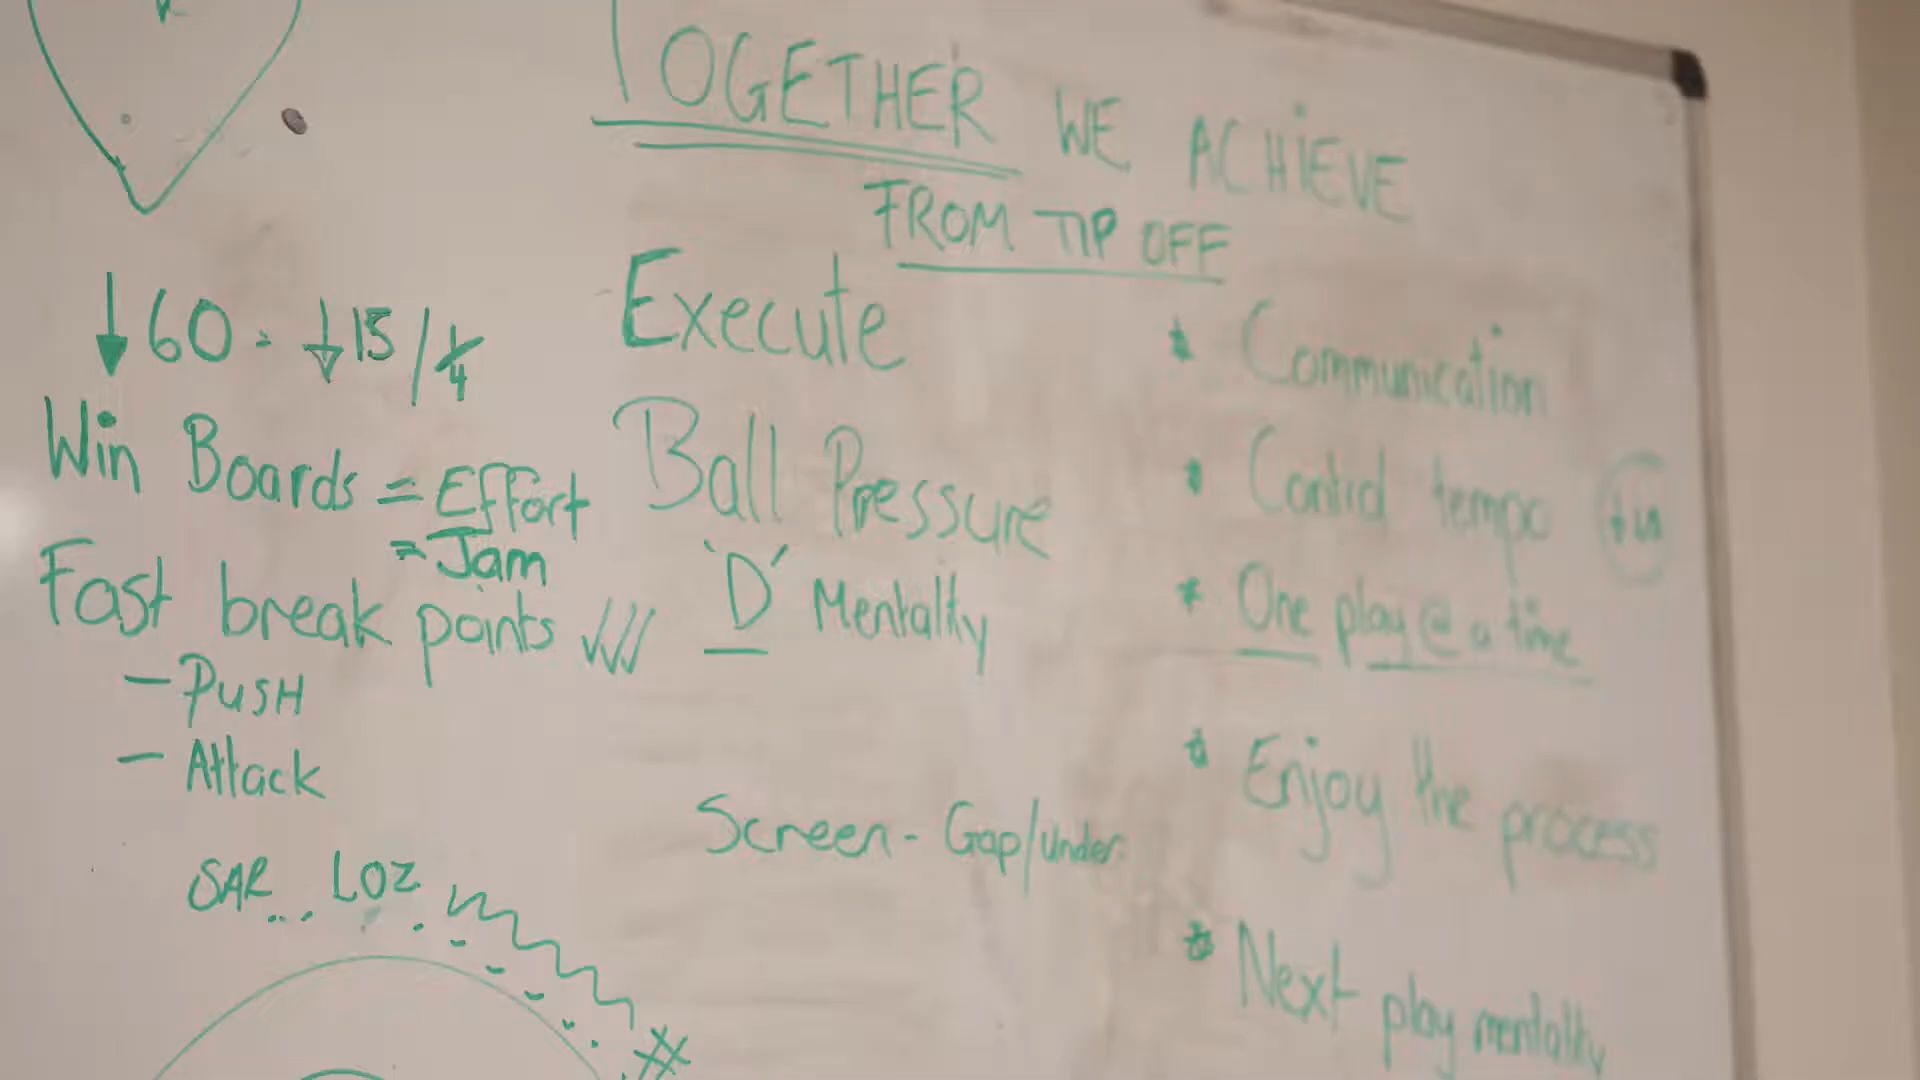 TOGETHER WE ACHIEVE
FROM TIP OFF
↓60 = ↓15/¼
Win Boards = Effort
= Jam
Fast break points ✓✓✓
- PUSH
- Attack
SAR... LOZ
#
Execute
Ball Pressure
'D' Mentality
Screen - Gap/under
* Communication
* Control tempo
* One play @ a time
* Enjoy the process
* Next play mentality